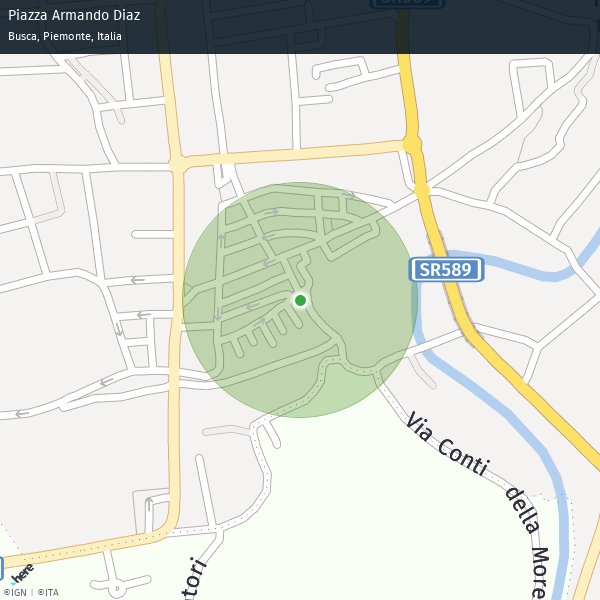 Piazza Armando Diaz
Busca, Piemonte, Italia
SR589
SR589
Via Conti della More
tori
here
©IGN | ©ITA